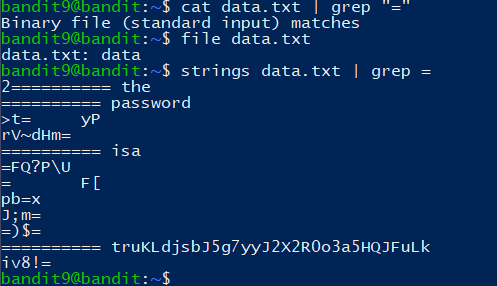 bandit9@bandit:~$ cat data.txt | grep "="
Binary file (standard input) matches
bandit9@bandit:~$ file data.txt
data.txt: data
bandit9@bandit:~$ strings data.txt | grep =
2========== the
========== password
>t=     yP
rV~dHm=
========== isa
=FQ?P\U
=       F[
pb=x
J;m=
=)$=
========== truKLdjsbJ5g7yyJ2X2R0o3a5HQJFuLk
iv8!=
bandit9@bandit:~$